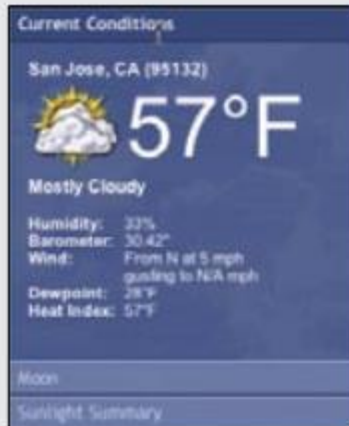 Current Conditions
San Jose, CA (95132)
57°F
Mostly Cloudy
Humidity: 33%
Barometer: 30.42"
Wind: From N at 5 mph
gusting to N/A mph
Dewpoint: 28°F
Heat Index: 57°F
Moon
Sunlight Summary